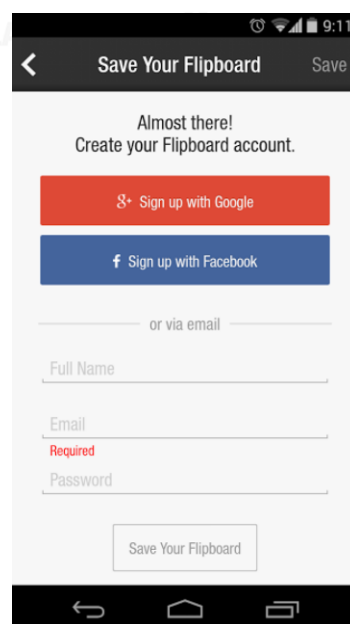 9:11
Save Your Flipboard Save
Almost there!
Create your Flipboard account.
g+ Sign up with Google
f Sign up with Facebook
or via email
Full Name
Email
Required
Password
Save Your Flipboard